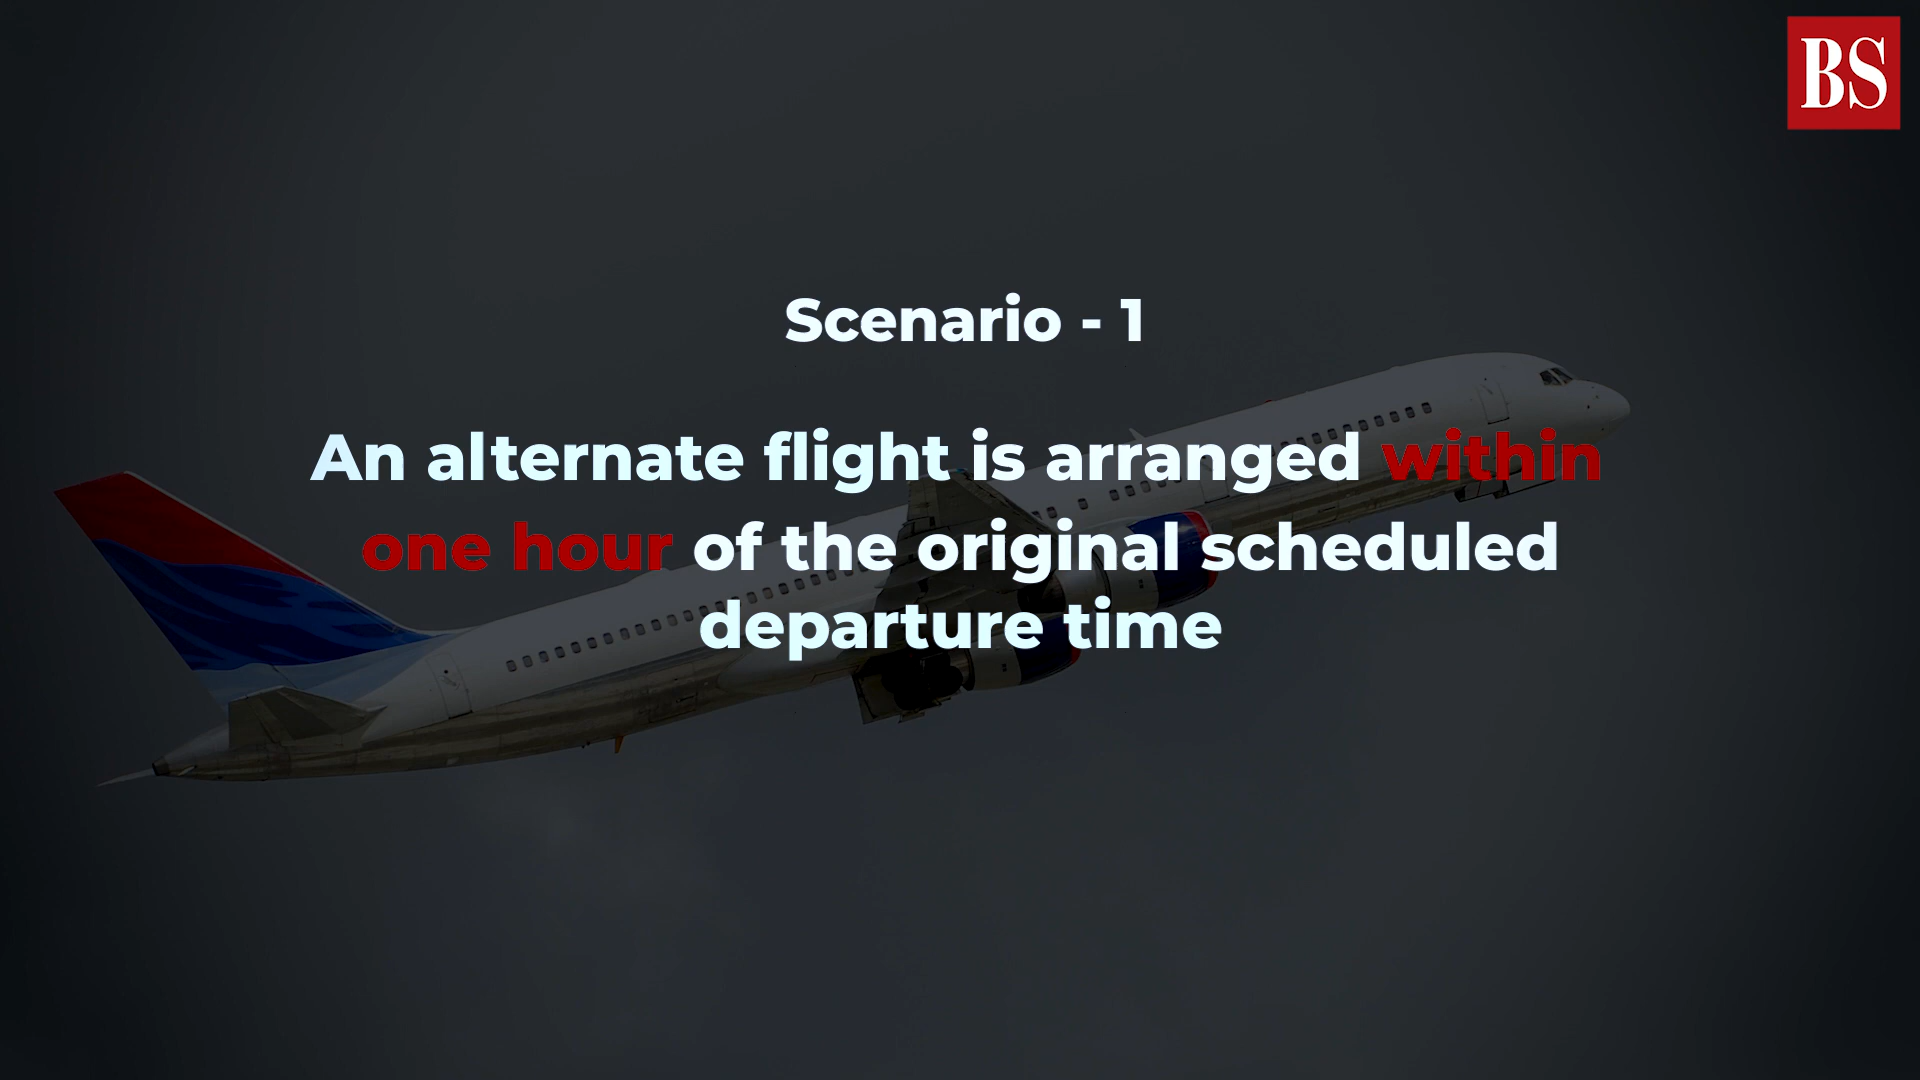 BS
Scenario - 1
An alternate flight is arranged within
one hour of the original scheduled
departure time